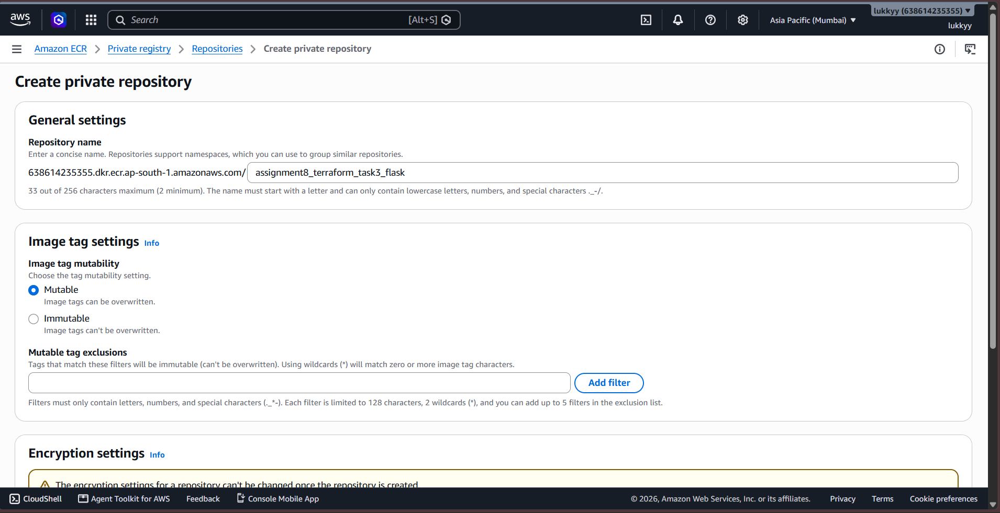 aws
Search [Alt+S]
Asia Pacific (Mumbai)
lukkyy (638614235355)
lukkyy
Amazon ECR
Private registry
Repositories
Create private repository
Create private repository
General settings
Repository name
Enter a concise name. Repositories support namespaces, which you can use to group similar repositories.
638614235355.dkr.ecr.ap-south-1.amazonaws.com/ assignment8_terraform_task3_flask
33 out of 256 characters maximum (2 minimum). The name must start with a letter and can only contain lowercase letters, numbers, and special characters ._-/.
Image tag settings Info
Image tag mutability
Choose the tag mutability setting.
Mutable
Image tags can be overwritten.
Immutable
Image tags can't be overwritten.
Mutable tag exclusions
Tags that match these filters will be immutable (can't be overwritten). Using wildcards (*) will match zero or more image tag characters.
Add filter
Filters must only contain letters, numbers, and special characters (._*-). Each filter is limited to 128 characters, 2 wildcards (*), and you can add up to 5 filters in the exclusion list.
Encryption settings Info
The encryption settings for a repository can't be changed once the repository is created
CloudShell Agent Toolkit for AWS Feedback Console Mobile App © 2026, Amazon Web Services, Inc. or its affiliates. Privacy Terms Cookie preferences